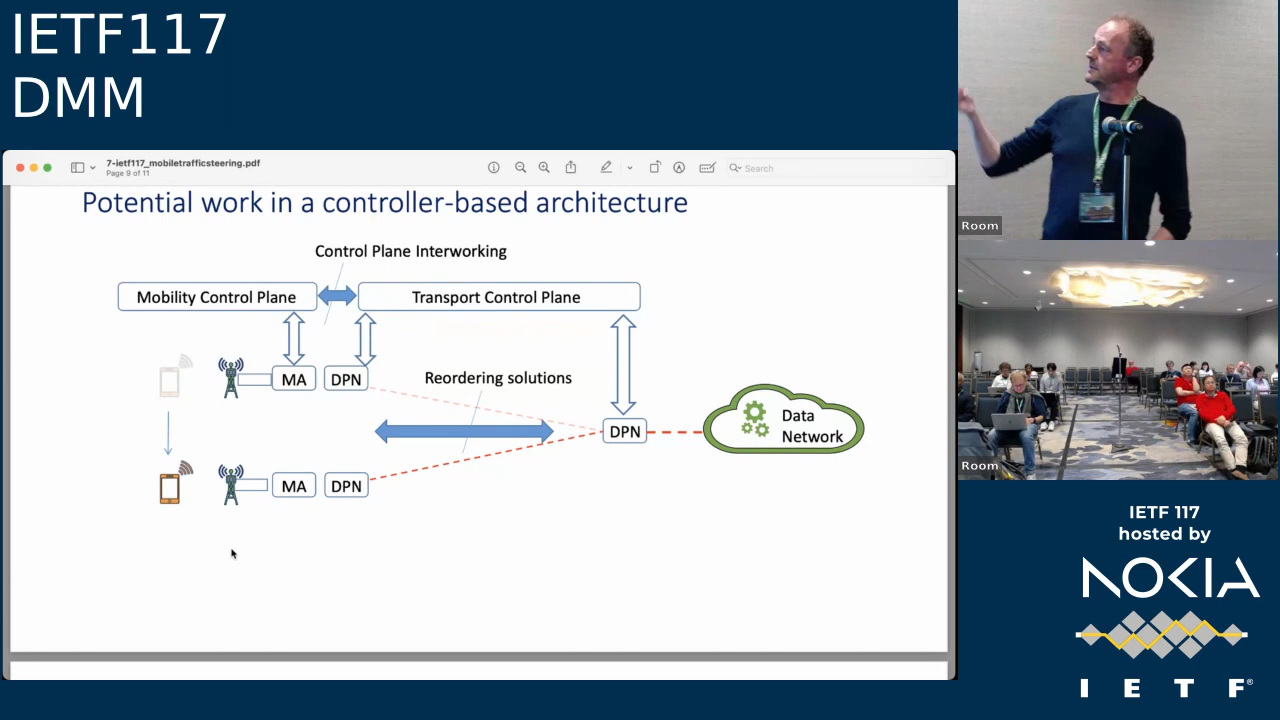 IETF117
DMM
7-ietf117_mobiletrafficsteering.pdf
Page 9 of 11
Search
Potential work in a controller-based architecture
Control Plane Interworking
Mobility Control Plane
Transport Control Plane
MA
DPN
Reordering solutions
DPN
Data
Network
MA
DPN
Room
Room
IETF 117
hosted by
NOKIA
I E T F®